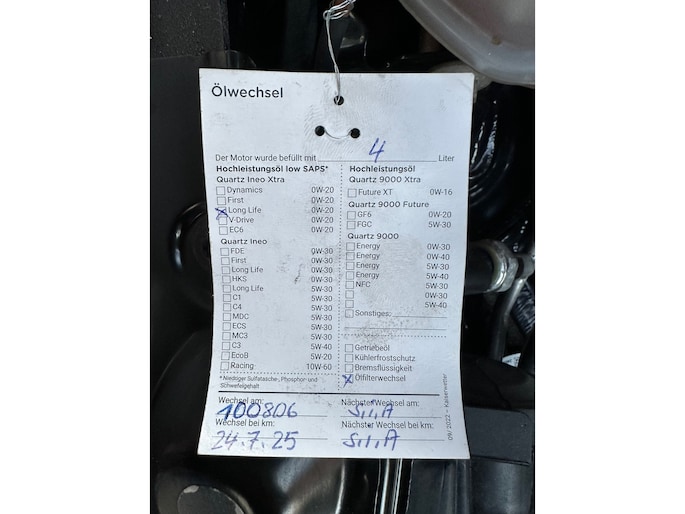 Ölwechsel
Der Motor wurde befüllt mit 4 Liter
Hochleistungsöl low SAPS*
Quartz Ineo Xtra
Dynamics 0W-20
First 0W-20
x Long Life 0W-20
V-Drive 0W-20
EC6 0W-20
Quartz Ineo
FDE 0W-30
First 0W-30
Long Life 0W-30
HKS 0W-30
Long Life 5W-30
C1 5W-30
C4 5W-30
MDC 5W-30
ECS 5W-30
MC3 5W-30
C3 5W-40
EcoB 5W-20
Racing 10W-60
* Niedriger Sulfatasche-, Phosphor- und
Schwefelgehalt
Hochleistungsöl
Quartz 9000 Xtra
Future XT 0W-16
Quartz 9000 Future
GF6 0W-20
FGC 5W-30
Quartz 9000
Energy 0W-30
Energy 0W-40
Energy 5W-30
Energy 5W-40
NFC 5W-30
0W-30
5W-40
Sonstiges:
Getriebeöl
Kühlerfrostschutz
Bremsflüssigkeit
x Ölfilterwechsel
Wechsel am: 100806
Nächster Wechsel am: S.i.A
Wechsel bei km: 24.7.25
Nächster Wechsel bei km: S.i.A
09/2022 – Kaiserwetter